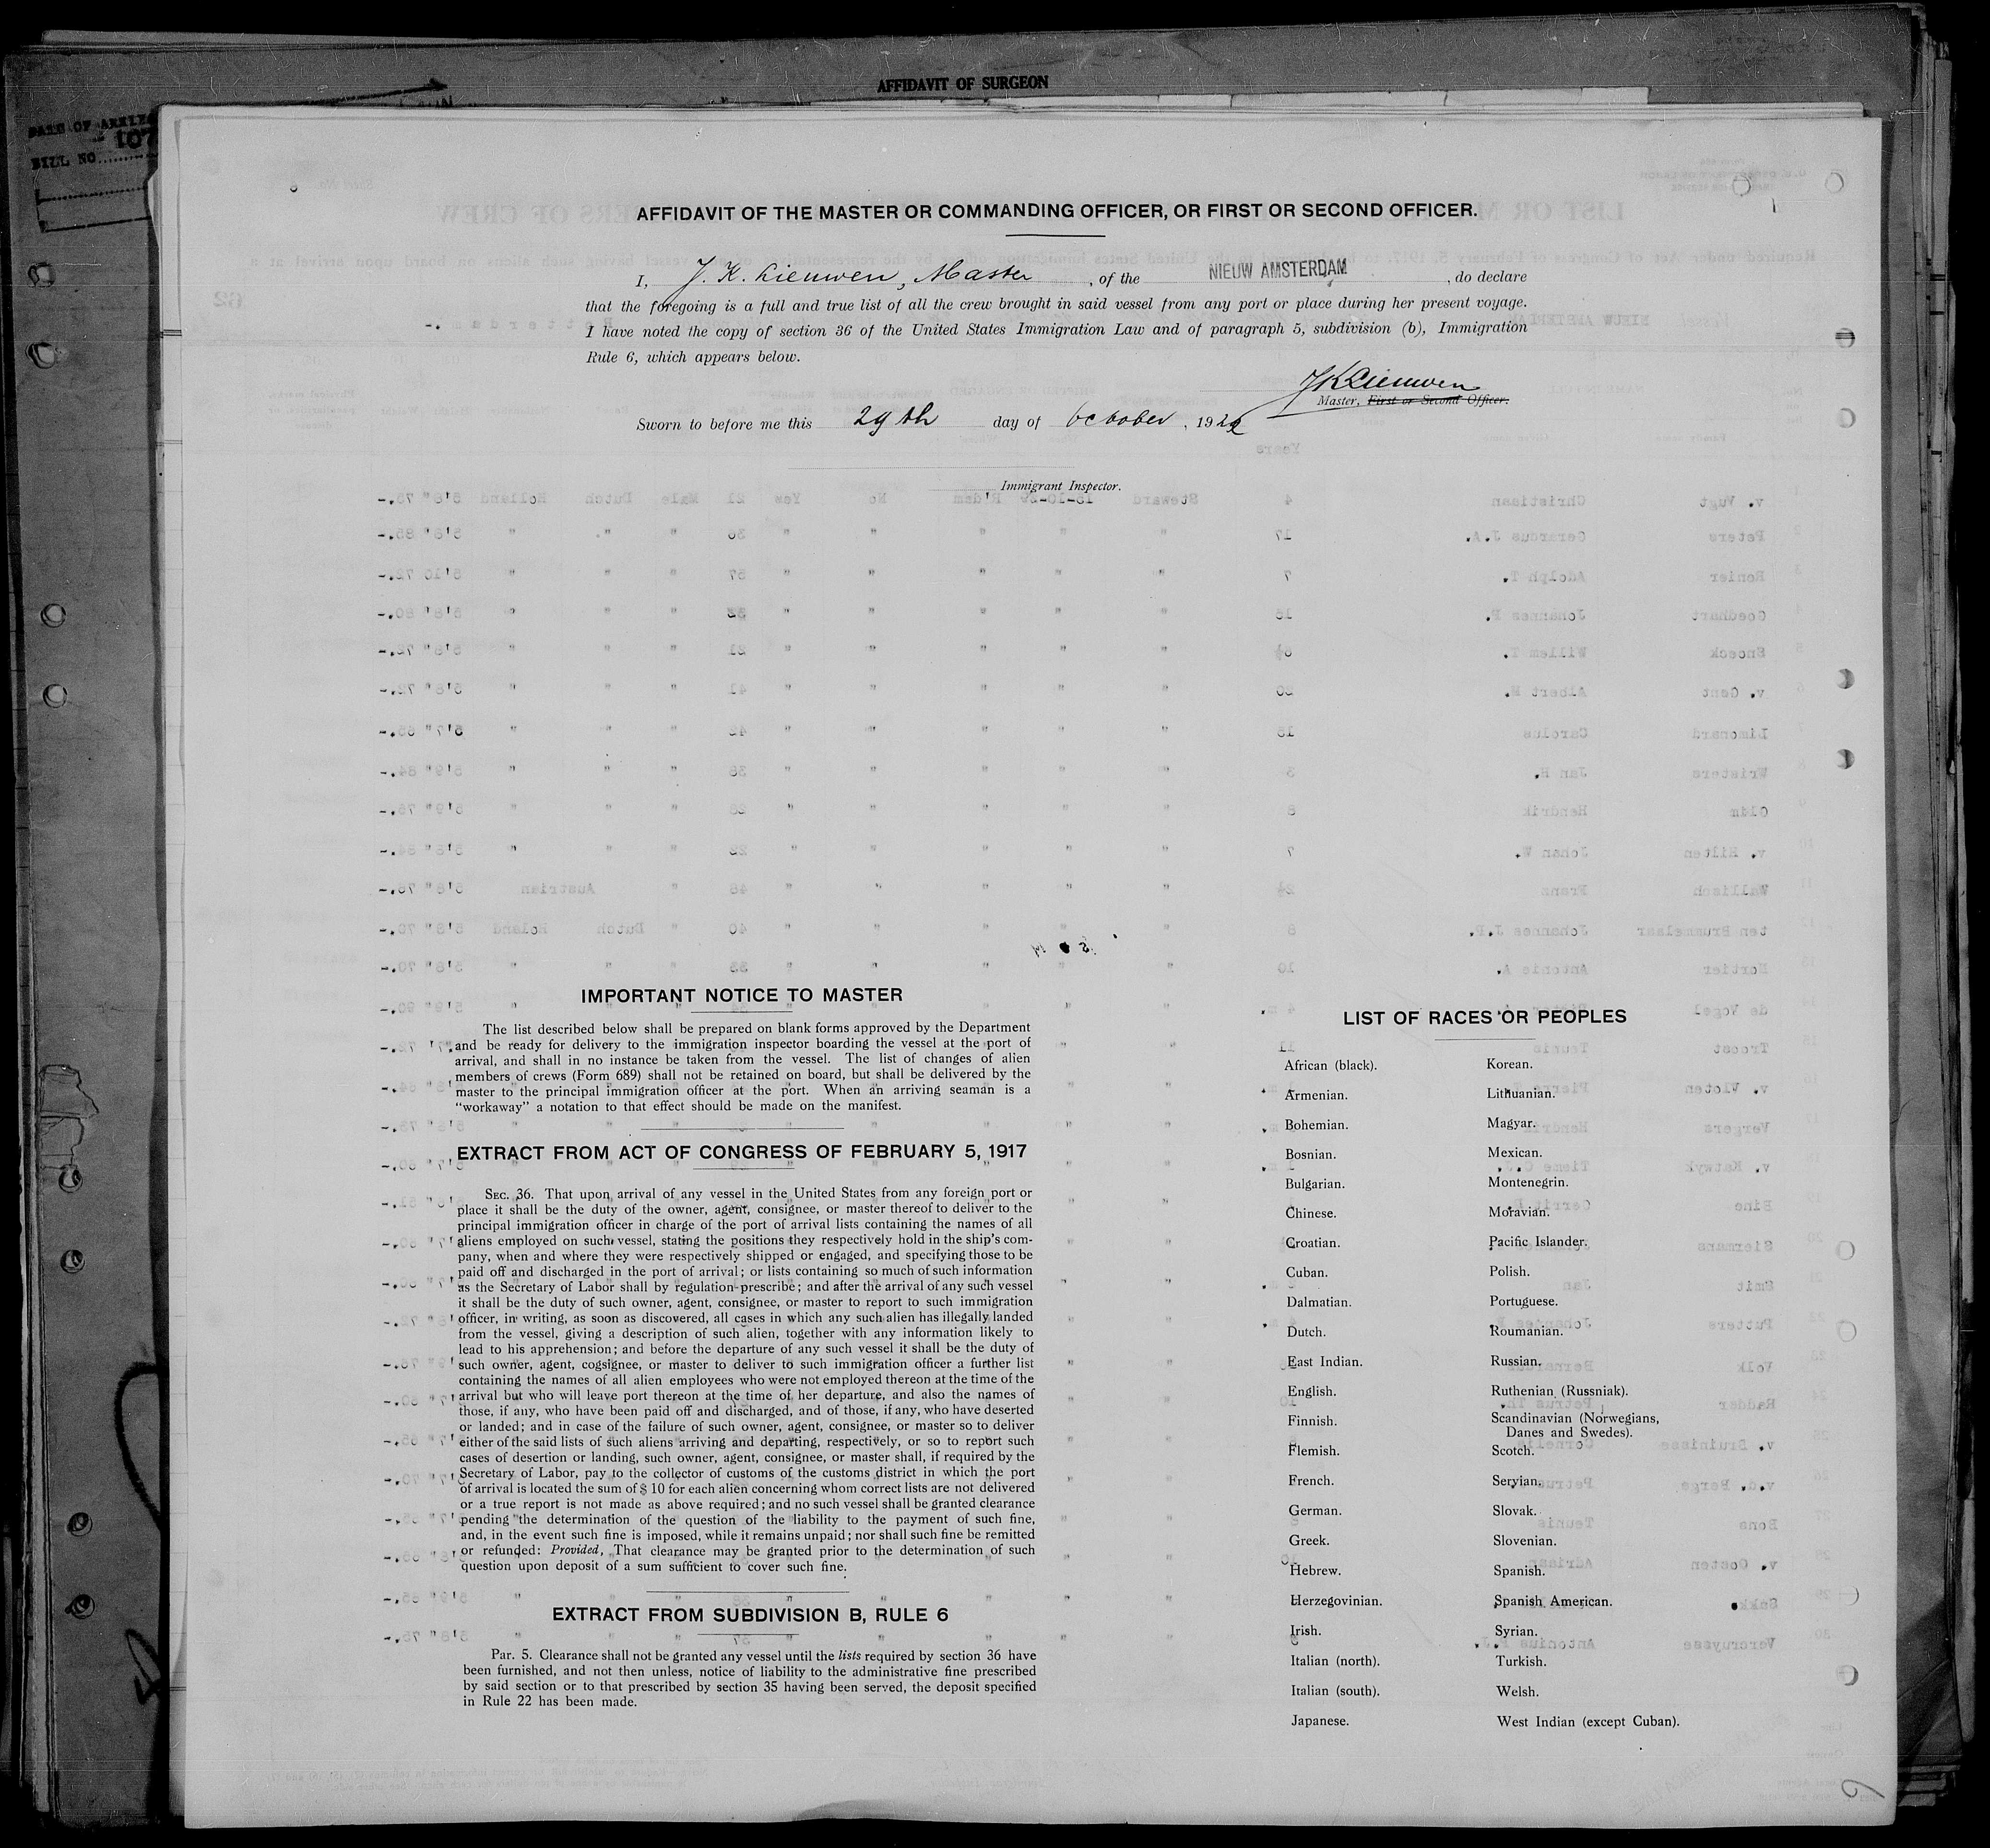 AFFIDAVIT OF SURGEON
BILL NO. 107
AFFIDAVIT OF THE MASTER OR COMMANDING OFFICER, OR FIRST OR SECOND OFFICER.
I, J. K. Lieuwen, Master, of the NIEUW AMSTERDAM, do declare
that the foregoing is a full and true list of all the crew brought in said vessel from any port or place during her present voyage.
I have noted the copy of section 36 of the United States Immigration Law and of paragraph 5, subdivision (b), Immigration
Rule 6, which appears below.
JKLieuwen
Master, First or Second Officer.
Sworn to before me this 29th day of October, 192
Immigrant Inspector.
IMPORTANT NOTICE TO MASTER
The list described below shall be prepared on blank forms approved by the Department
and be ready for delivery to the immigration inspector boarding the vessel at the port of
arrival, and shall in no instance be taken from the vessel. The list of changes of alien
members of crews (Form 689) shall not be retained on board, but shall be delivered by the
master to the principal immigration officer at the port. When an arriving seaman is a
“workaway” a notation to that effect should be made on the manifest.
EXTRACT FROM ACT OF CONGRESS OF FEBRUARY 5, 1917
SEC. 36. That upon arrival of any vessel in the United States from any foreign port or
place it shall be the duty of the owner, agent, consignee, or master thereof to deliver to the
principal immigration officer in charge of the port of arrival lists containing the names of all
aliens employed on such vessel, stating the positions they respectively hold in the ship’s com-
pany, when and where they were respectively shipped or engaged, and specifying those to be
paid off and discharged in the port of arrival; or lists containing so much of such information
as the Secretary of Labor shall by regulation prescribe; and after the arrival of any such vessel
it shall be the duty of such owner, agent, consignee, or master to report to such immigration
officer, in writing, as soon as discovered, all cases in which any such alien has illegally landed
from the vessel, giving a description of such alien, together with any information likely to
lead to his apprehension; and before the departure of any such vessel it shall be the duty of
such owner, agent, cogsignee, or master to deliver to such immigration officer a further list
containing the names of all alien employees who were not employed thereon at the time of the
arrival but who will leave port thereon at the time of her departure, and also the names of
those, if any, who have been paid off and discharged, and of those, if any, who have deserted
or landed; and in case of the failure of such owner, agent, consignee, or master so to deliver
either of the said lists of such aliens arriving and departing, respectively, or so to report such
cases of desertion or landing, such owner, agent, consignee, or master shall, if required by the
Secretary of Labor, pay to the collector of customs of the customs district in which the port
of arrival is located the sum of $ 10 for each alien concerning whom correct lists are not delivered
or a true report is not made as above required; and no such vessel shall be granted clearance
pending the determination of the question of the liability to the payment of such fine,
and, in the event such fine is imposed, while it remains unpaid; nor shall such fine be remitted
or refunded: Provided, That clearance may be granted prior to the determination of such
question upon deposit of a sum sufficient to cover such fine.
EXTRACT FROM SUBDIVISION B, RULE 6
Par. 5. Clearance shall not be granted any vessel until the lists required by section 36 have
been furnished, and not then unless, notice of liability to the administrative fine prescribed
by said section or to that prescribed by section 35 having been served, the deposit specified
in Rule 22 has been made.
LIST OF RACES OR PEOPLES
African (black).
Armenian.
Bohemian.
Bosnian.
Bulgarian.
Chinese.
Croatian.
Cuban.
Dalmatian.
Dutch.
East Indian.
English.
Finnish.
Flemish.
French.
German.
Greek.
Hebrew.
Herzegovinian.
Irish.
Italian (north).
Italian (south).
Japanese.
Korean.
Lithuanian.
Magyar.
Mexican.
Montenegrin.
Moravian.
Pacific Islander.
Polish.
Portuguese.
Roumanian.
Russian.
Ruthenian (Russniak).
Scandinavian (Norwegians,
Danes and Swedes).
Scotch.
Servian.
Slovak.
Slovenian.
Spanish.
Spanish American.
Syrian.
Turkish.
Welsh.
West Indian (except Cuban).